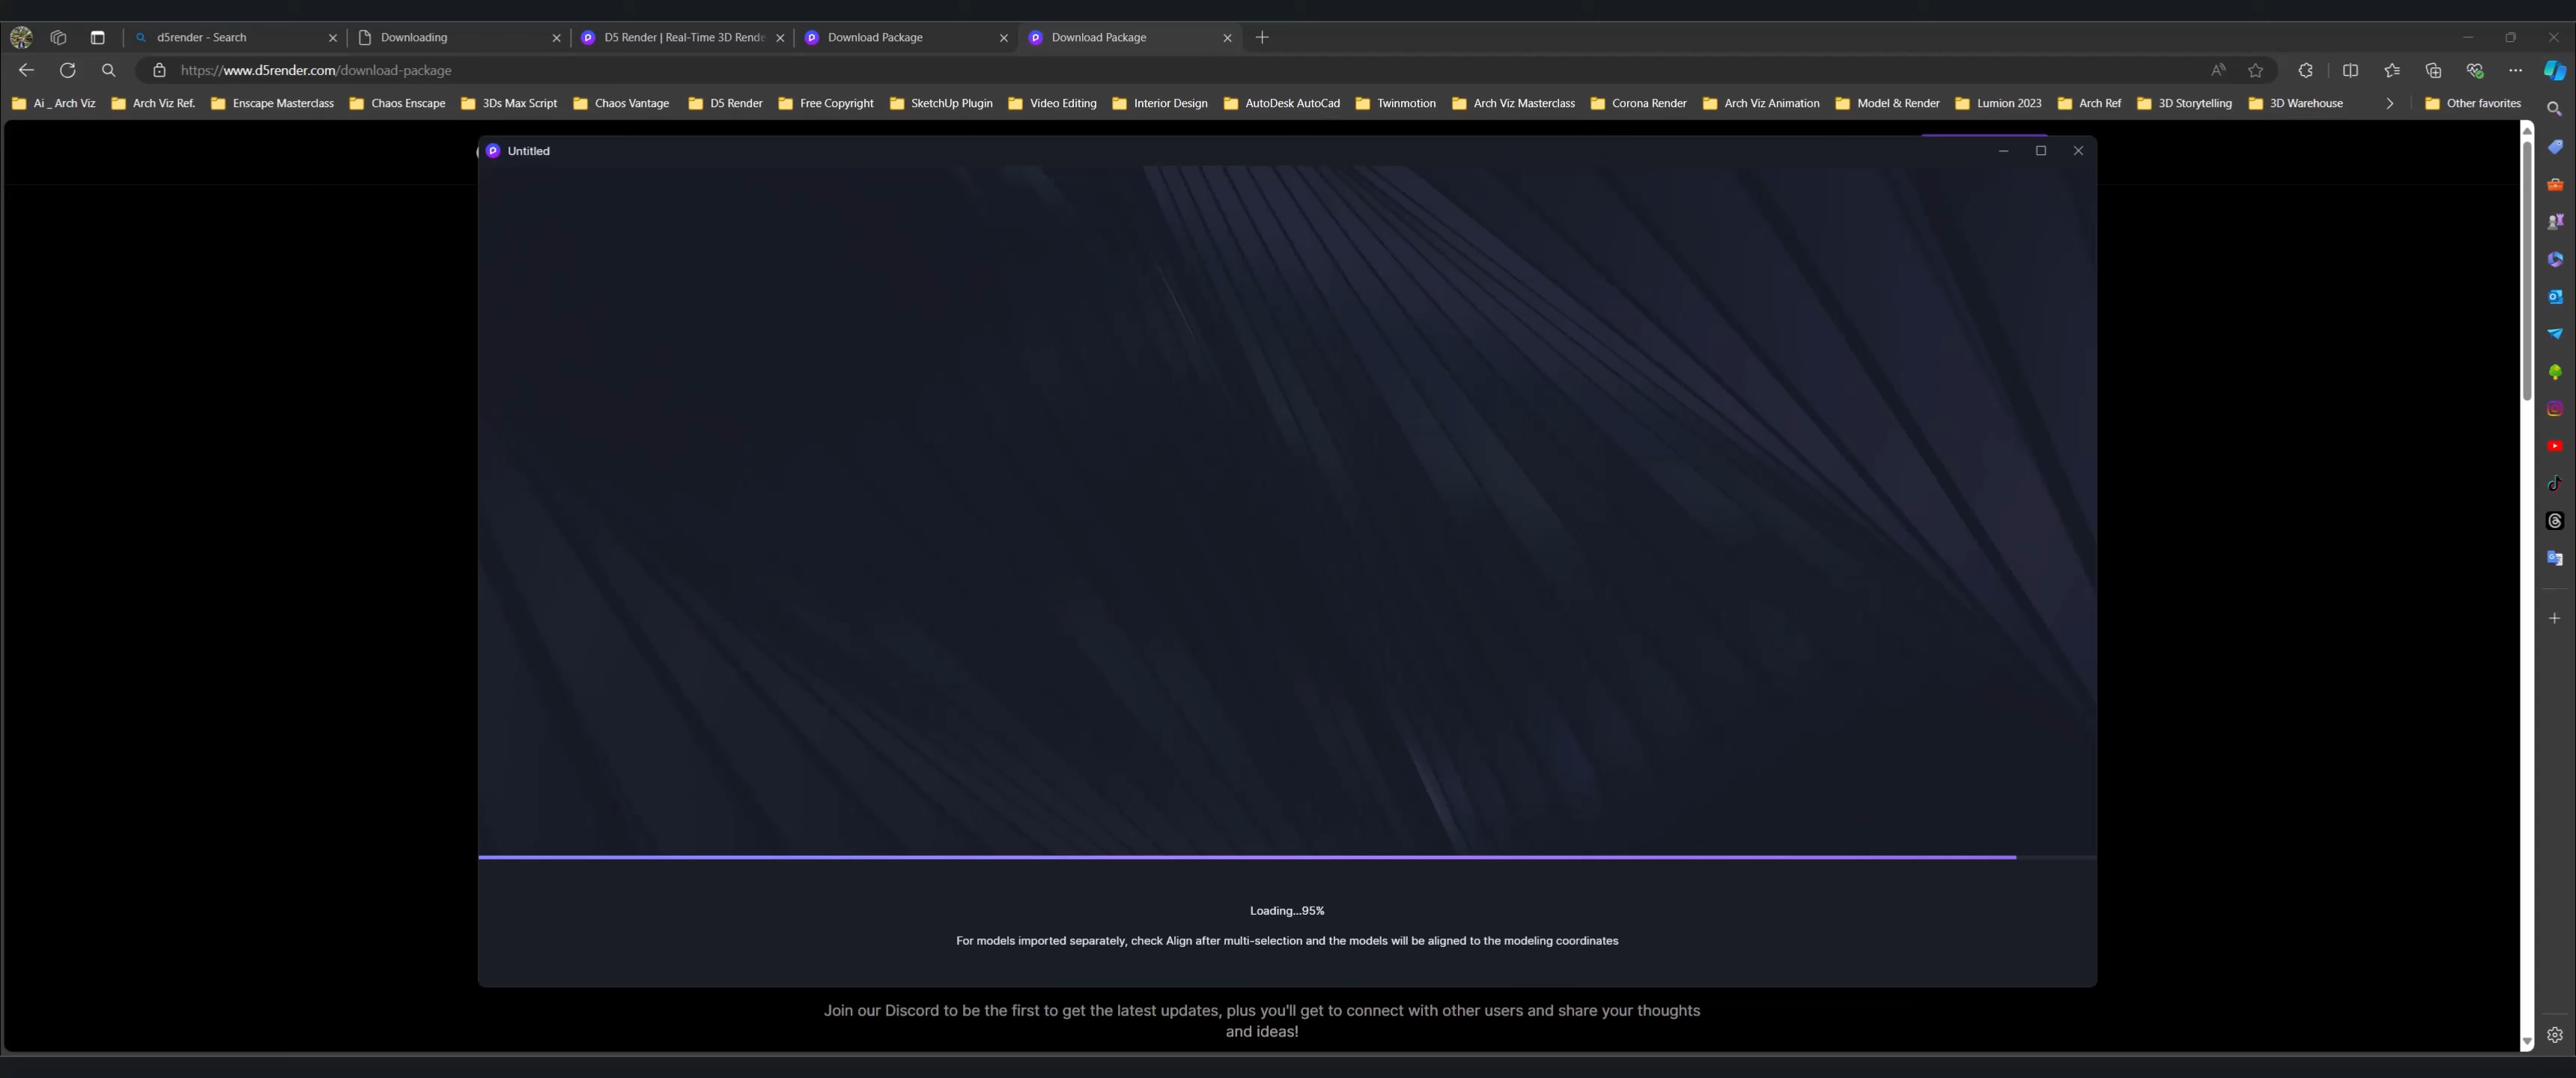 d5render - Search
Downloading
D5 Render | Real-Time 3D Rende
Download Package
Download Package
https://www.d5render.com/download-package
Ai _ Arch Viz
Arch Viz Ref.
Enscape Masterclass
Chaos Enscape
3Ds Max Script
Chaos Vantage
D5 Render
Free Copyright
SketchUp Plugin
Video Editing
Interior Design
AutoDesk AutoCad
Twinmotion
Arch Viz Masterclass
Corona Render
Arch Viz Animation
Model & Render
Lumion 2023
Arch Ref
3D Storytelling
3D Warehouse
Other favorites
Untitled
Loading...95%
For models imported separately, check Align after multi-selection and the models will be aligned to the modeling coordinates
Join our Discord to be the first to get the latest updates, plus you'll get to connect with other users and share your thoughts
and ideas!